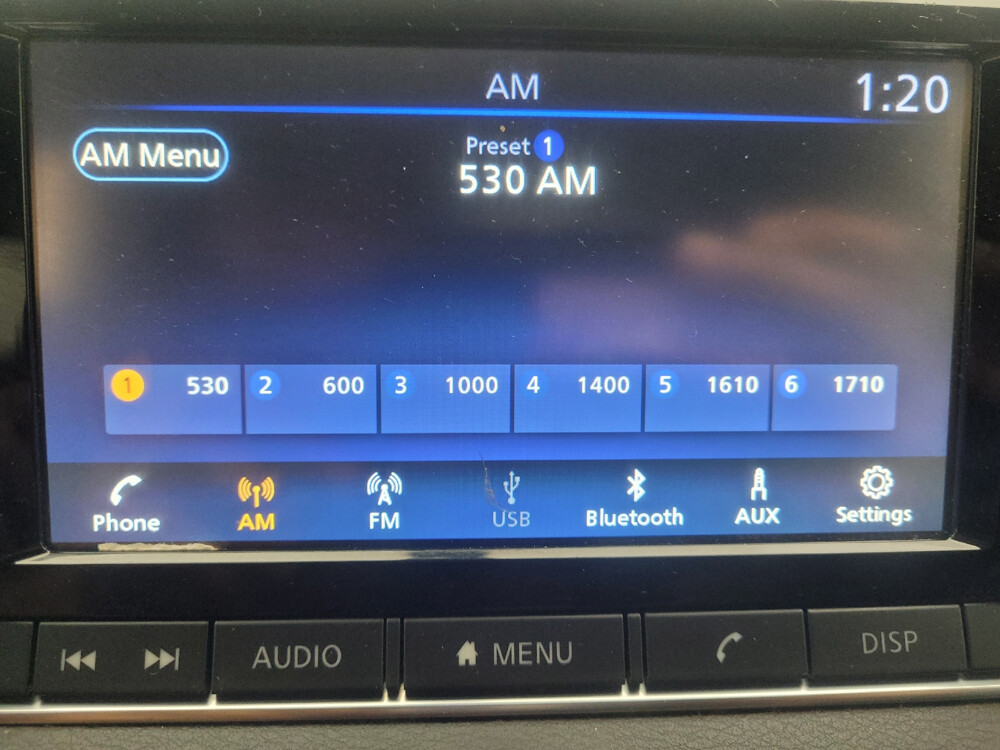 AM
1:20
AM Menu
Preset 1
530 AM
1 530 2 600 3 1000 4 1400 5 1610 6 1710
Phone AM FM USB Bluetooth AUX Settings
AUDIO MENU DISP